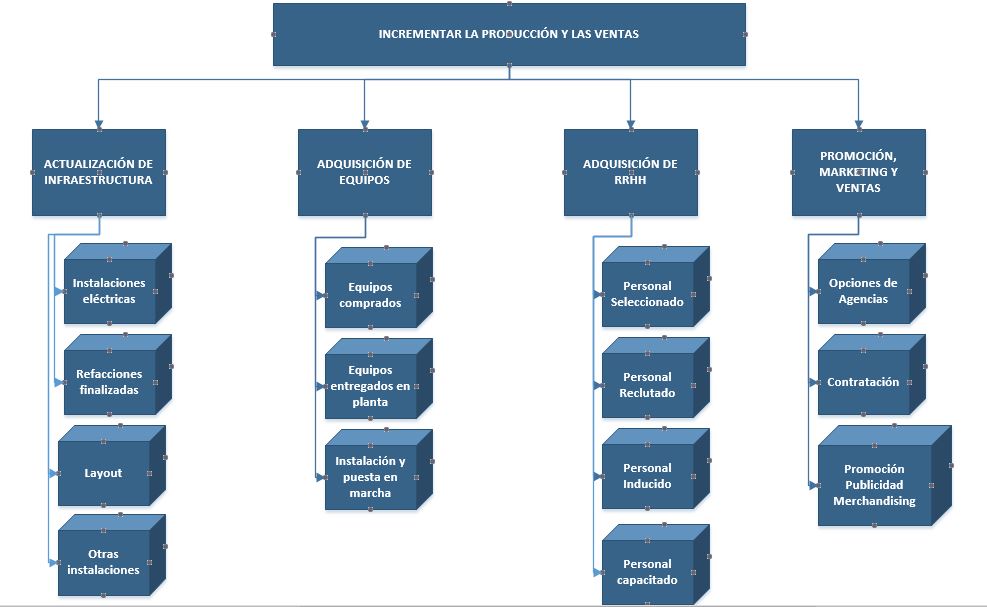 INCREMENTAR LA PRODUCCIÓN Y LAS VENTAS
ACTUALIZACIÓN DE
INFRAESTRUCTURA
Instalaciones
eléctricas
Refacciones
finalizadas
Layout
Otras
instalaciones
ADQUISICIÓN DE
EQUIPOS
Equipos
comprados
Equipos
entregados en
planta
Instalación y
puesta en
marcha
ADQUISICIÓN DE
RRHH
Personal
Seleccionado
Personal
Reclutado
Personal
Inducido
Personal
capacitado
PROMOCIÓN,
MARKETING Y
VENTAS
Opciones de
Agencias
Contratación
Promoción
Publicidad
Merchandising